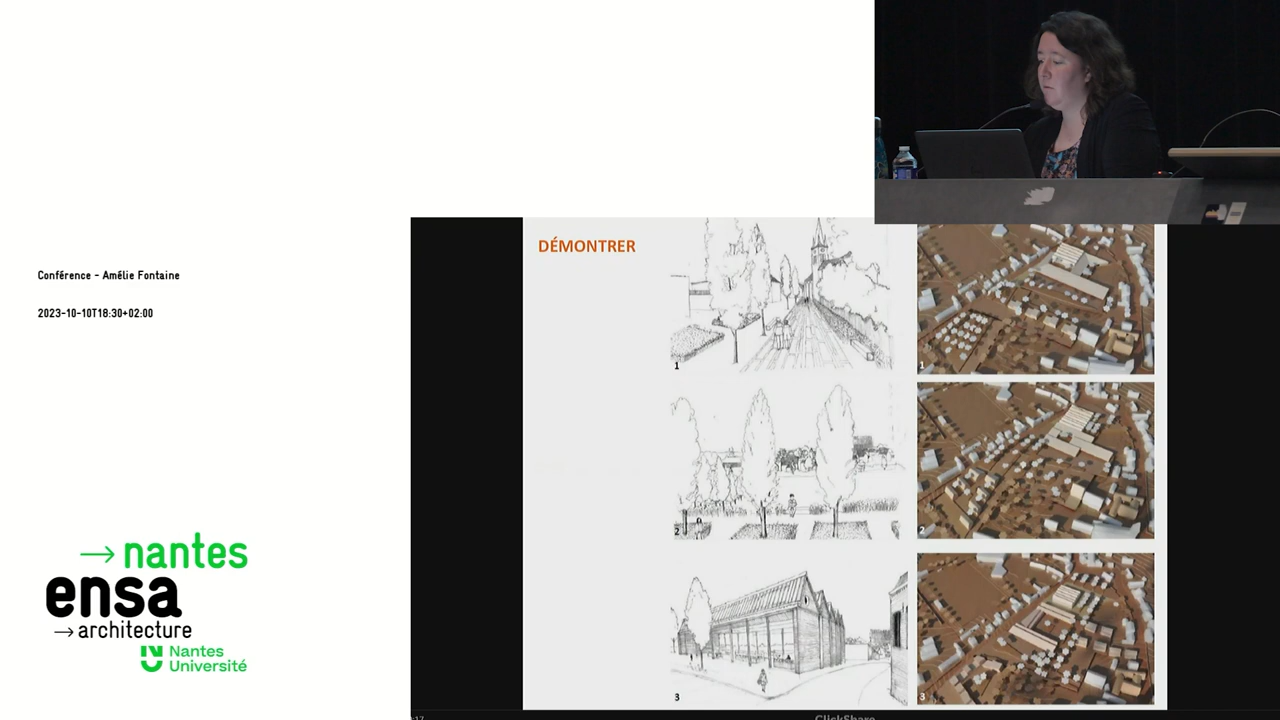 Conférence - Amélie Fontaine
2023-10-10T18:30+02:00
→ nantes
ensa
→ architecture
Nantes
Université
DÉMONTRER
1
2
3
1
2
3
ClickShare